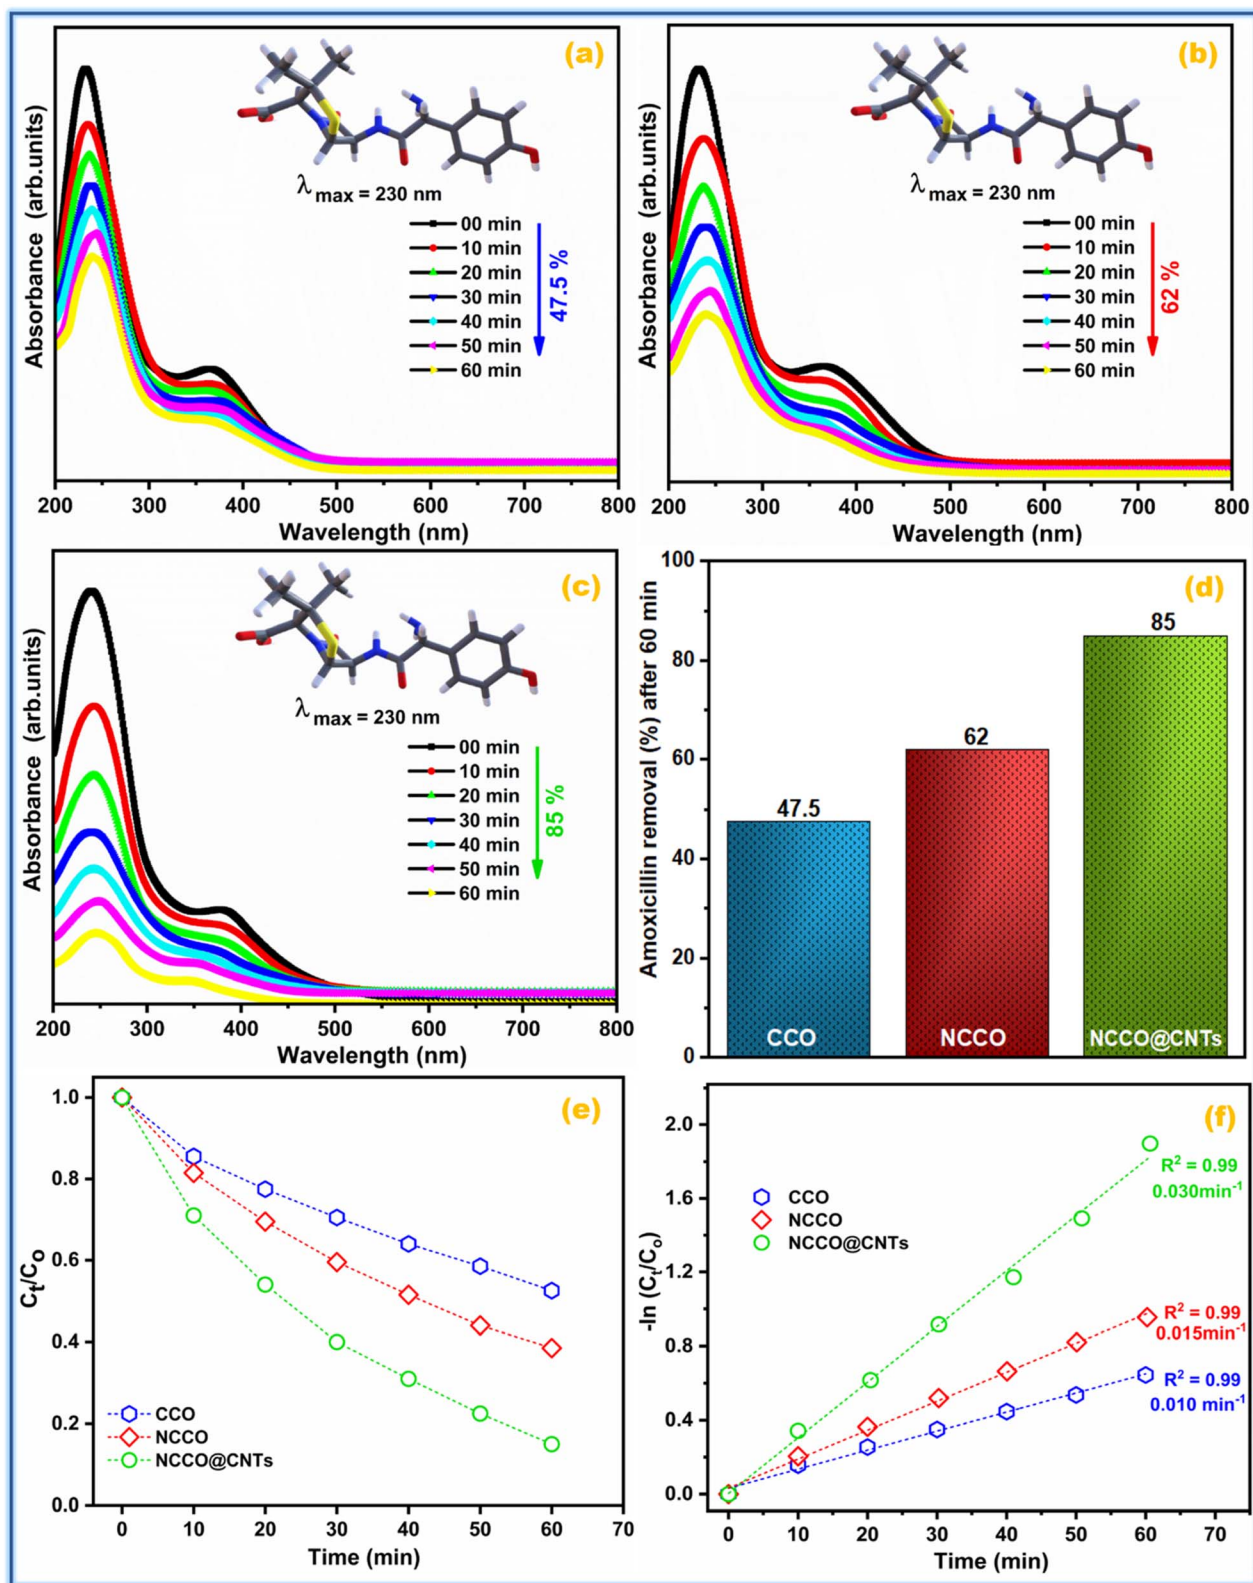 (a)
λ max = 230 nm
00 min
10 min
20 min
30 min
40 min
50 min
60 min
47.5 %
Absorbance (arb.units)
200 300 400 500 600 700 800
Wavelength (nm)
(b)
λ max = 230 nm
00 min
10 min
20 min
30 min
40 min
50 min
60 min
62 %
Absorbance (arb.units)
200 300 400 500 600 700 800
Wavelength (nm)
(c)
λ max = 230 nm
00 min
10 min
20 min
30 min
40 min
50 min
60 min
85 %
Absorbance (arb.units)
200 300 400 500 600 700 800
Wavelength (nm)
(d)
Amoxicillin removal (%) after 60 min
100
80
60
40
20
0
47.5
62
85
CCO
NCCO
NCCO@CNTs
(e)
Ct/Co
1.0
0.8
0.6
0.4
0.2
0.0
CCO
NCCO
NCCO@CNTs
0 10 20 30 40 50 60 70
Time (min)
(f)
-ln (Ct/Co)
2.0
1.6
1.2
0.8
0.4
0.0
CCO
NCCO
NCCO@CNTs
R² = 0.99
0.030min⁻¹
R² = 0.99
0.015min⁻¹
R² = 0.99
0.010 min⁻¹
0 10 20 30 40 50 60 70
Time (min)